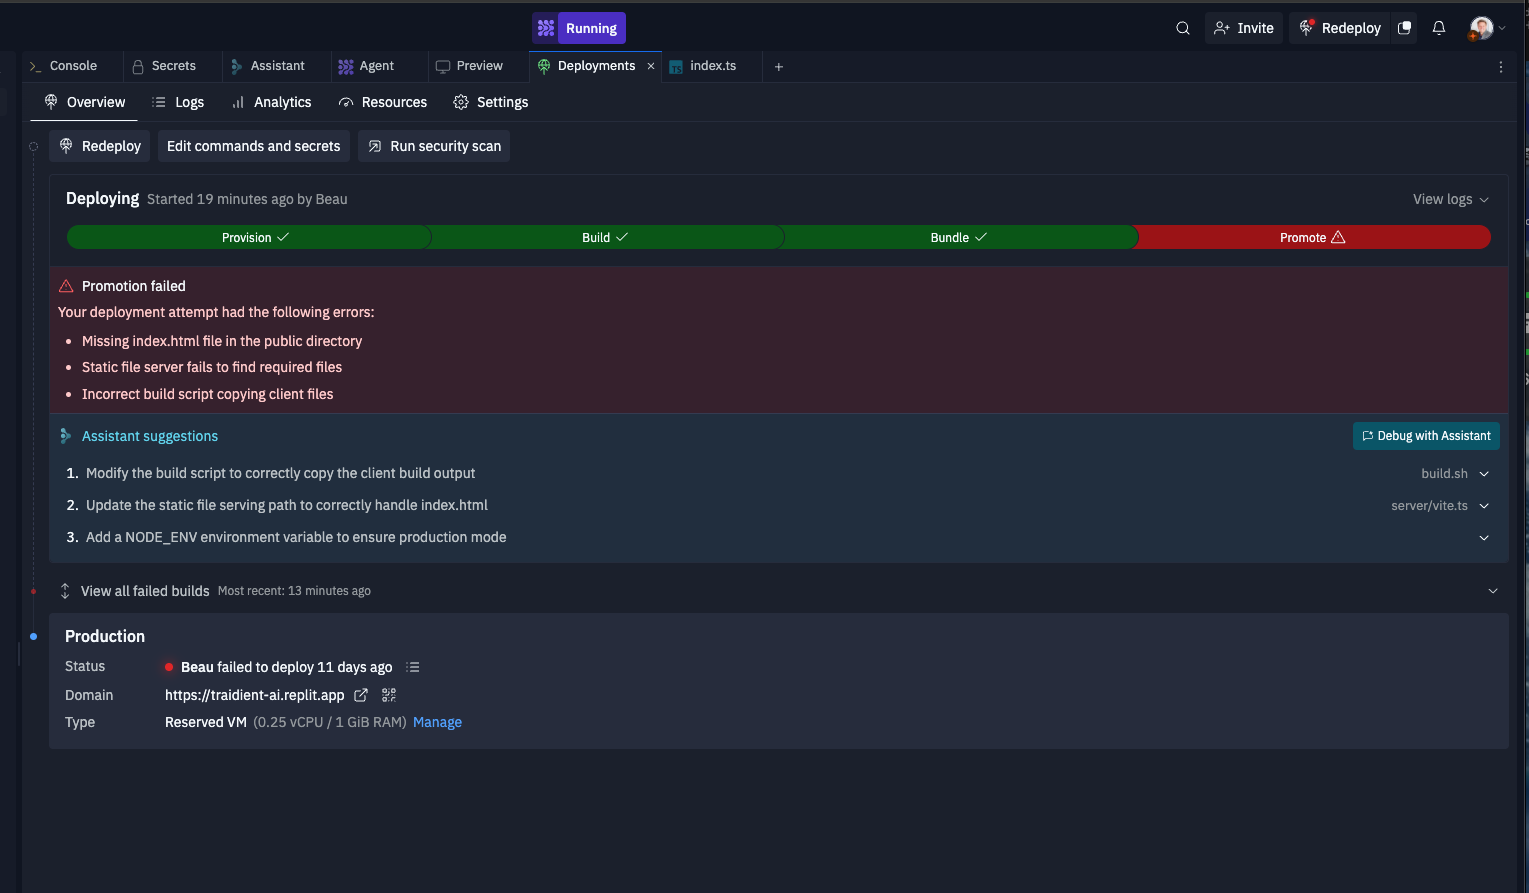 Running
Invite
Redeploy
Console
Secrets
Assistant
Agent
Preview
Deployments
TS index.ts
Overview
Logs
Analytics
Resources
Settings
Redeploy
Edit commands and secrets
Run security scan
Deploying Started 19 minutes ago by Beau
View logs
Provision
Build
Bundle
Promote
Promotion failed
Your deployment attempt had the following errors:
• Missing index.html file in the public directory
• Static file server fails to find required files
• Incorrect build script copying client files
Assistant suggestions
Debug with Assistant
1. Modify the build script to correctly copy the client build output
build.sh
2. Update the static file serving path to correctly handle index.html
server/vite.ts
3. Add a NODE_ENV environment variable to ensure production mode
View all failed builds Most recent: 13 minutes ago
Production
Status Beau failed to deploy 11 days ago
Domain https://traidient-ai.replit.app
Type Reserved VM (0.25 vCPU / 1 GiB RAM) Manage